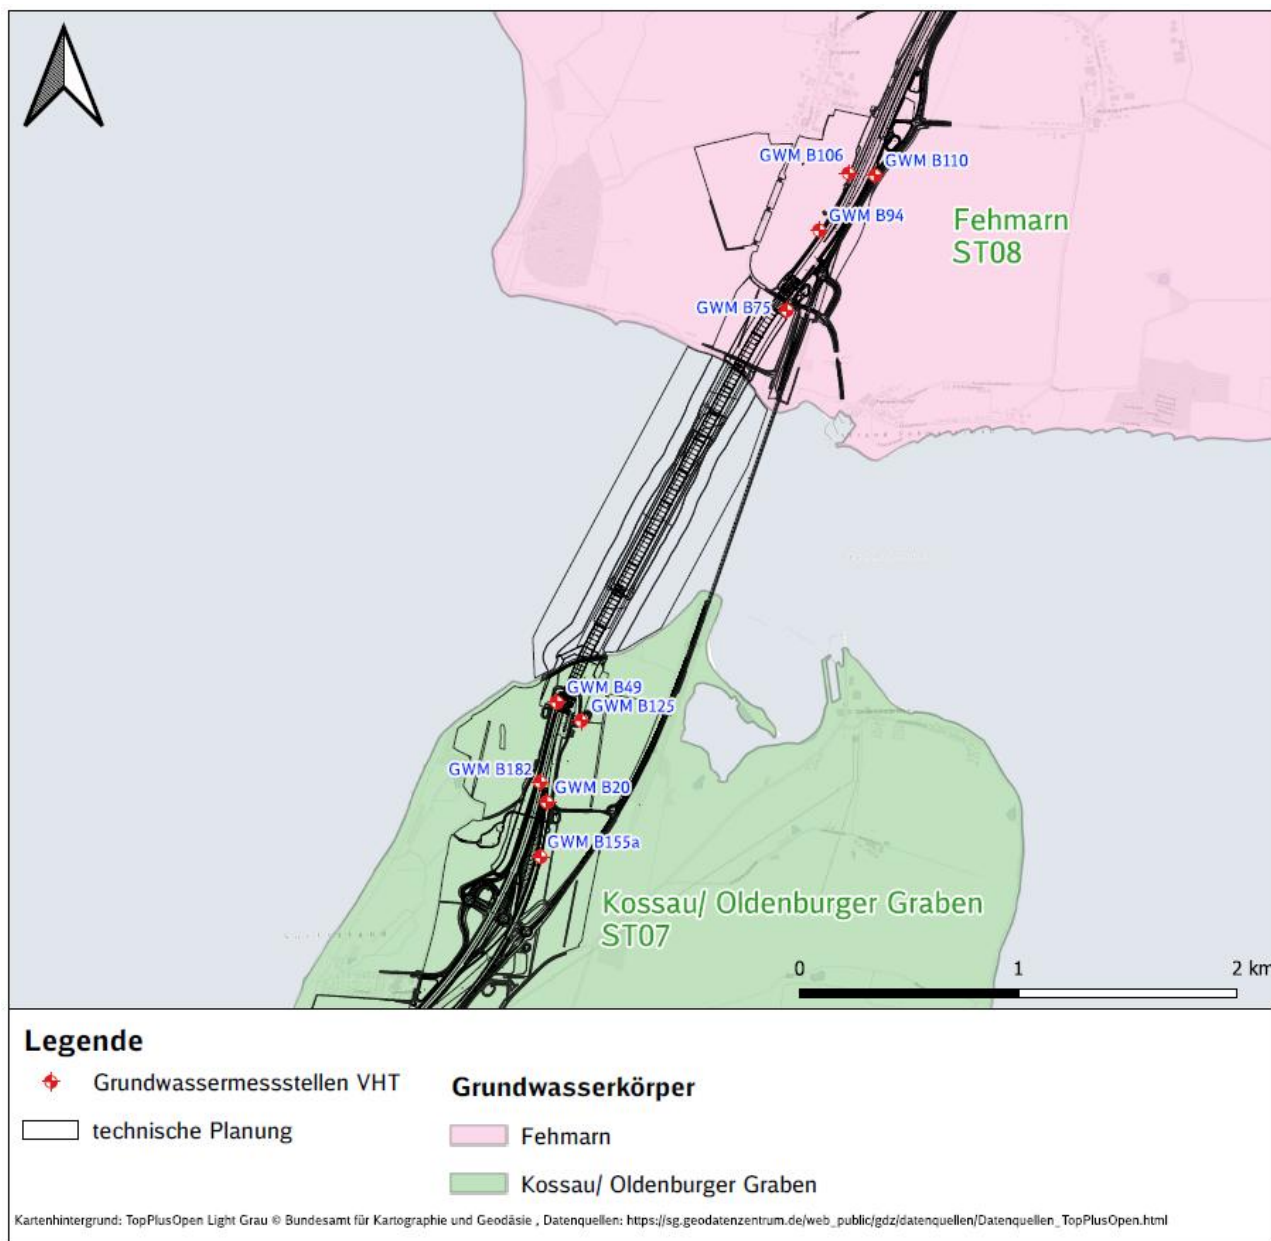 GWM B106
GWM B110
GWM B94
Fehmarn
ST08
GWM B75
GWM B49
GWM B125
GWM B182
GWM B20
GWM B155a
Kossau/ Oldenburger Graben
ST07
0 1 2 km
Legende
Grundwassermessstellen VHT
technische Planung
Grundwasserkörper
Fehmarn
Kossau/ Oldenburger Graben
Kartenhintergrund: TopPlusOpen Light Grau © Bundesamt für Kartographie und Geodäsie , Datenquellen: https://sg.geodatenzentrum.de/web_public/gdz/datenquellen/Datenquellen_TopPlusOpen.html